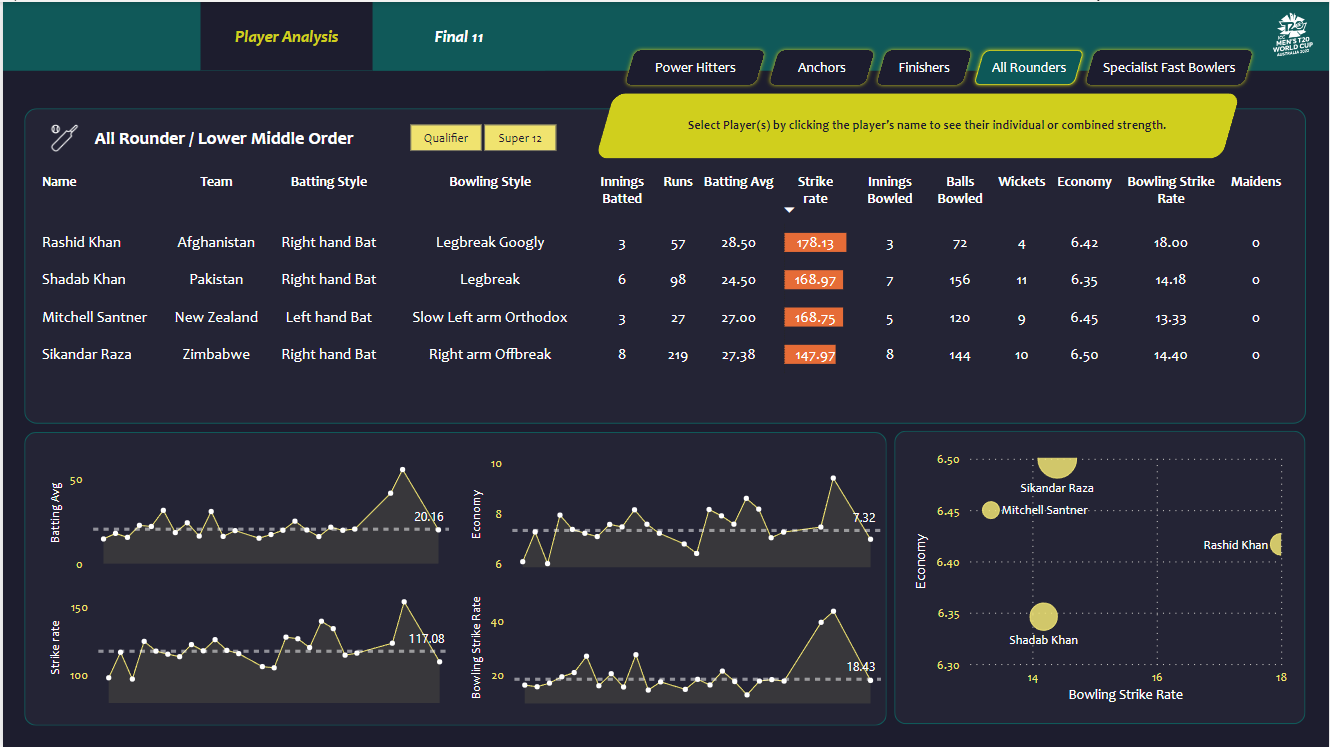 Player Analysis
Final 11
ICC
MEN'S T20
WORLD CUP
AUSTRALIA 2022
Power Hitters
Anchors
Finishers
All Rounders
Specialist Fast Bowlers
All Rounder / Lower Middle Order
Qualifier
Super 12
Select Player(s) by clicking the player's name to see their individual or combined strength.
Name Team Batting Style Bowling Style Innings Batted Runs Batting Avg Strike rate Innings Bowled Balls Bowled Wickets Economy Bowling Strike Rate Maidens
Rashid Khan Afghanistan Right hand Bat Legbreak Googly 3 57 28.50 178.13 3 72 4 6.42 18.00 0
Shadab Khan Pakistan Right hand Bat Legbreak 6 98 24.50 168.97 7 156 11 6.35 14.18 0
Mitchell Santner New Zealand Left hand Bat Slow Left arm Orthodox 3 27 27.00 168.75 5 120 9 6.45 13.33 0
Sikandar Raza Zimbabwe Right hand Bat Right arm Offbreak 8 219 27.38 147.97 8 144 10 6.50 14.40 0
Batting Avg
50
0
20.16
Economy
10
8
6
7.32
Strike rate
150
100
117.08
Bowling Strike Rate
40
20
18.43
Economy
6.50
6.45
6.40
6.35
6.30
Sikandar Raza
Mitchell Santner
Rashid Khan
Shadab Khan
14 16 18
Bowling Strike Rate